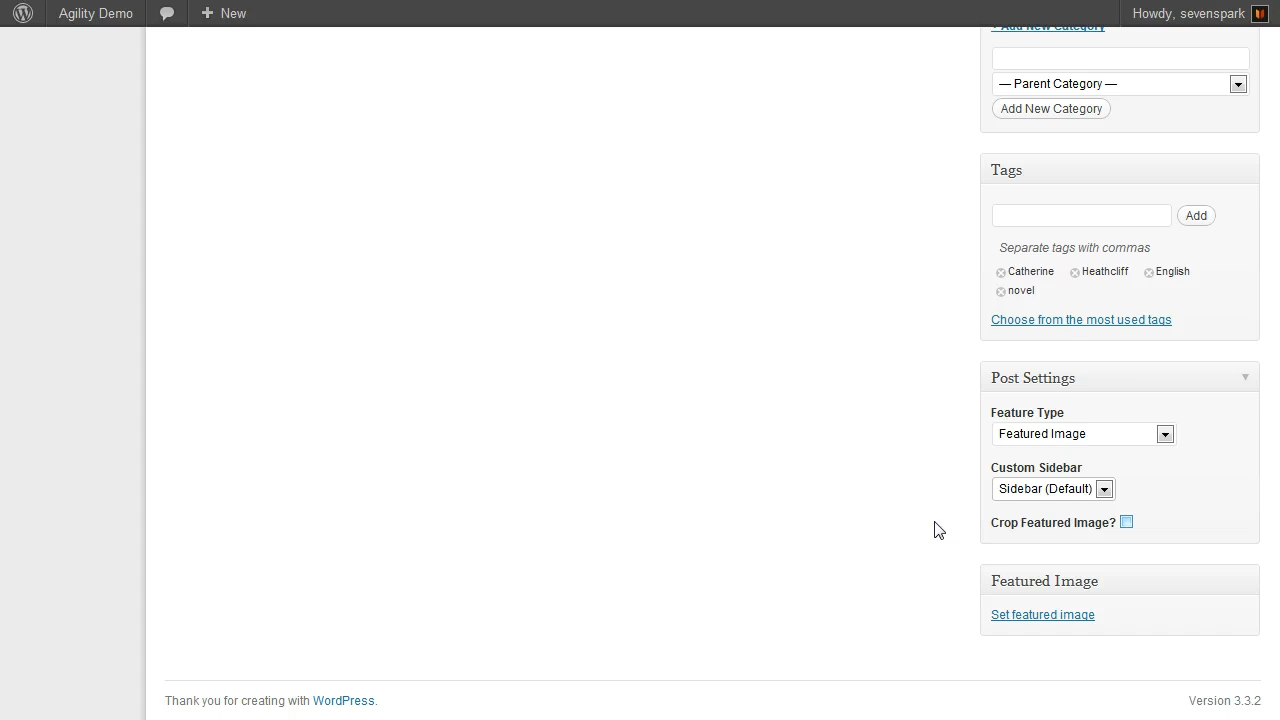 Agility Demo
New
Howdy, sevenspark
+ Add New Category
— Parent Category —
Add New Category
Tags
Add
Separate tags with commas
Catherine Heathcliff English
novel
Choose from the most used tags
Post Settings
Feature Type
Featured Image
Custom Sidebar
Sidebar (Default)
Crop Featured Image?
Featured Image
Set featured image
Thank you for creating with WordPress.
Version 3.3.2